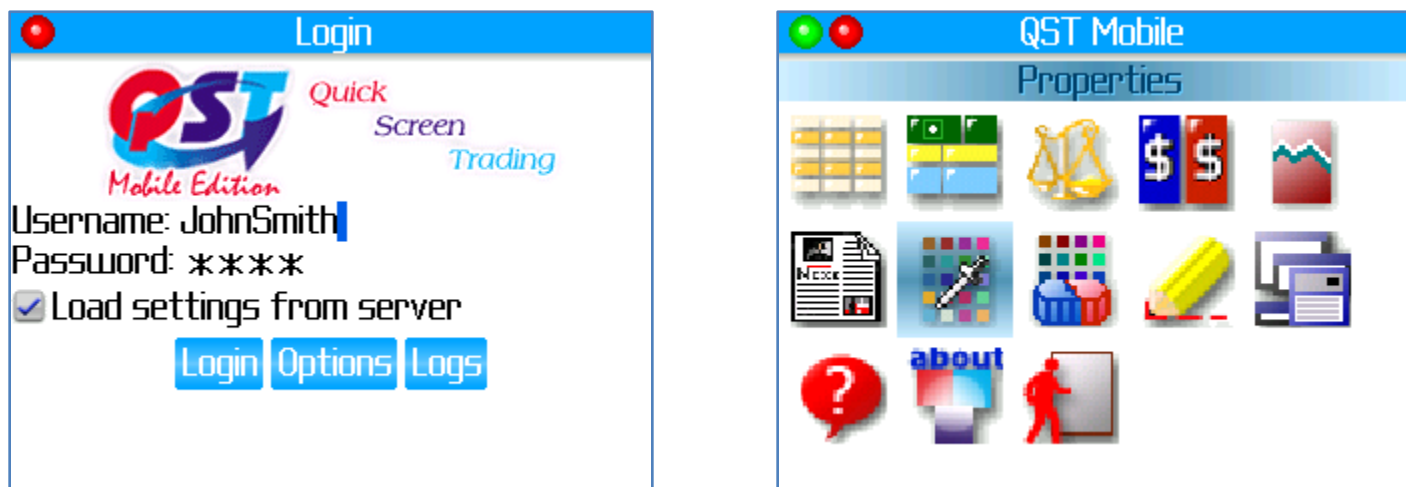 Login
QST
Quick
Screen
Trading
Mobile Edition
Username: JohnSmith
Password: ****
Load settings from server
Login Options Logs
QST Mobile
Properties
$ $
?
about